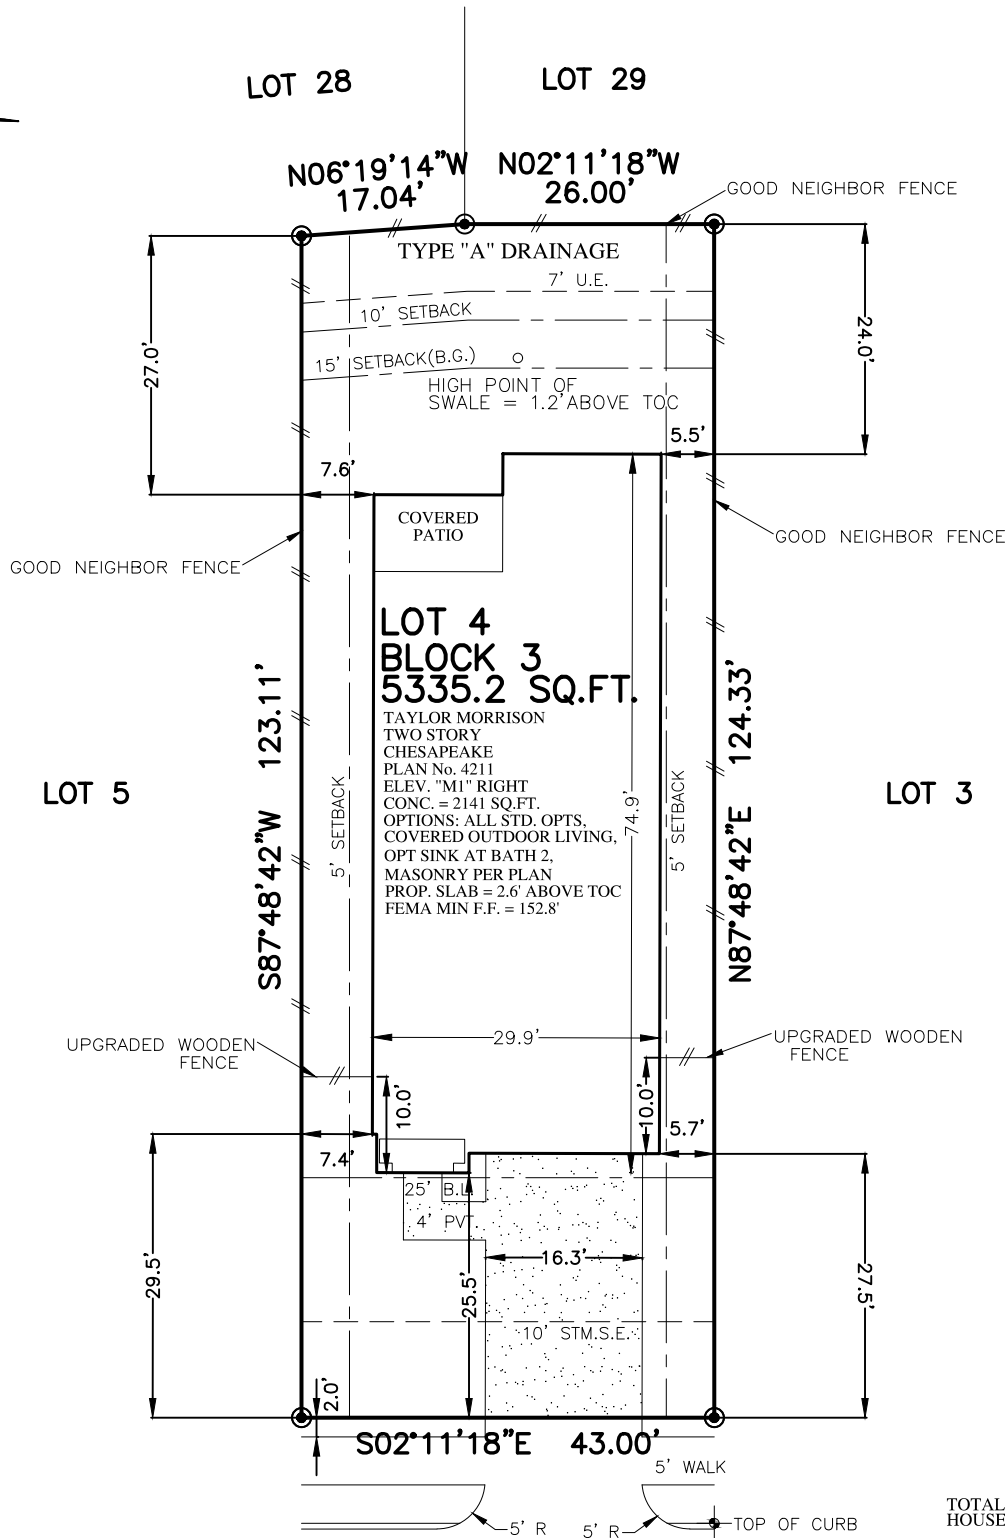 LOT 28
LOT 29
N06°19'14"W
17.04'
N02°11'18"W
26.00'
GOOD NEIGHBOR FENCE
TYPE "A" DRAINAGE
7' U.E.
10' SETBACK
15' SETBACK(B.G.)
HIGH POINT OF
SWALE = 1.2' ABOVE TOC
27.0'
24.0'
5.5'
7.6'
COVERED
PATIO
GOOD NEIGHBOR FENCE
GOOD NEIGHBOR FENCE
LOT 4
BLOCK 3
5335.2 SQ.FT.
TAYLOR MORRISON
TWO STORY
CHESAPEAKE
PLAN No. 4211
ELEV. "M1" RIGHT
CONC. = 2141 SQ.FT.
OPTIONS: ALL STD. OPTS,
COVERED OUTDOOR LIVING,
OPT SINK AT BATH 2,
MASONRY PER PLAN
PROP. SLAB = 2.6' ABOVE TOC
FEMA MIN F.F. = 152.8'
LOT 5
LOT 3
S87°48'42"W 123.11'
5' SETBACK
74.9'
5' SETBACK
N87°48'42"E 124.33'
29.9'
UPGRADED WOODEN
FENCE
UPGRADED WOODEN
FENCE
10.0'
10.0'
7.4'
5.7'
25' B.L.
4' PVT
16.3'
29.5'
25.5'
27.5'
10' STM.S.E.
2.0'
S02°11'18"E 43.00'
5' WALK
5' R
5' R
TOP OF CURB
TOTAL
HOUSE